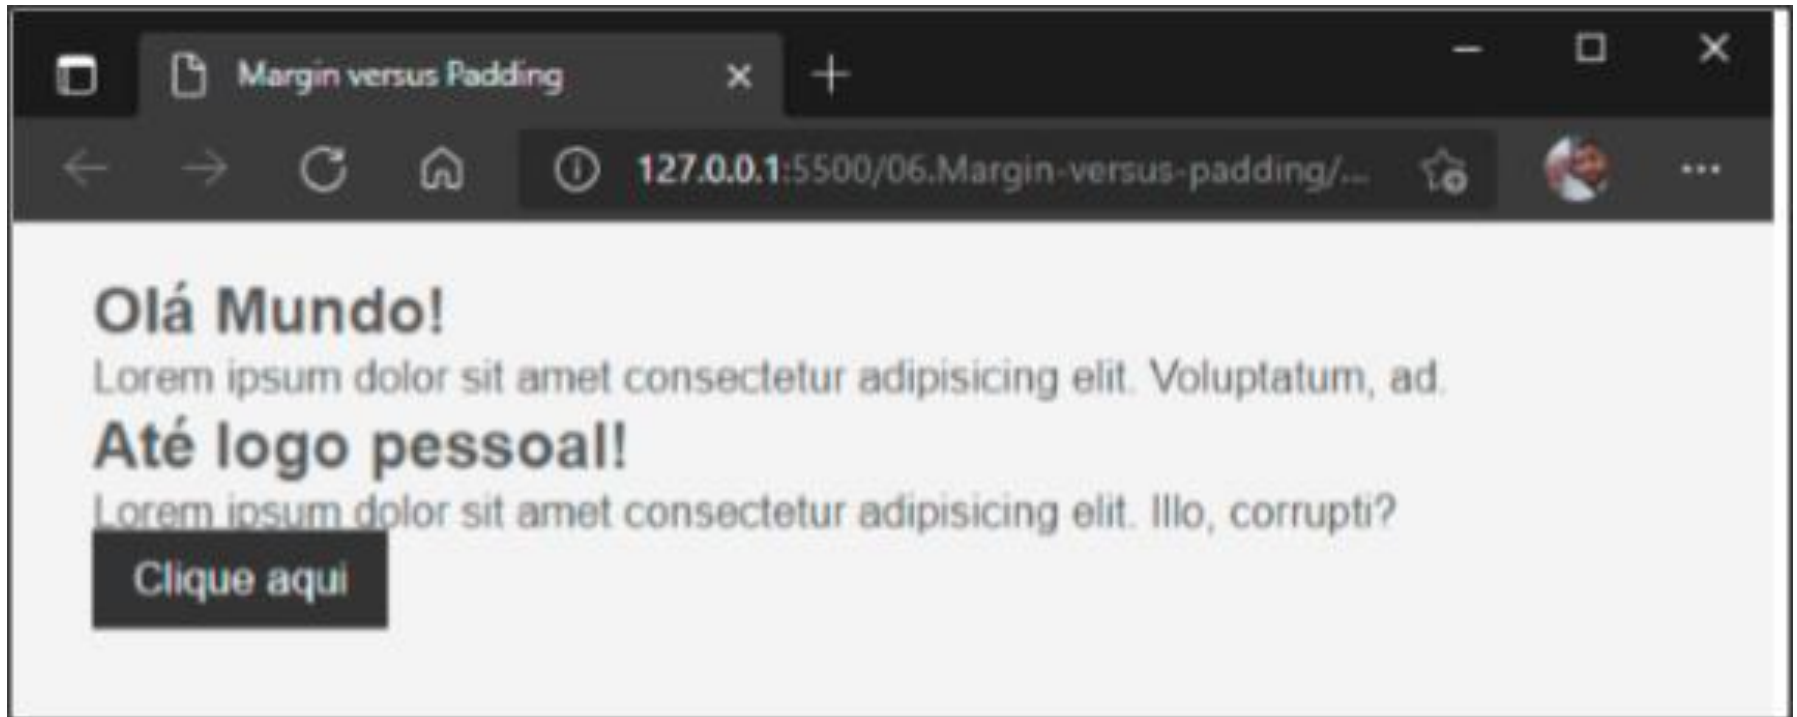 Margin versus Padding
127.0.0.1:5500/06.Margin-versus-padding/...
Olá Mundo!
Lorem ipsum dolor sit amet consectetur adipisicing elit. Voluptatum, ad.
Até logo pessoal!
Lorem ipsum dolor sit amet consectetur adipisicing elit. Illo, corrupti?
Clique aqui